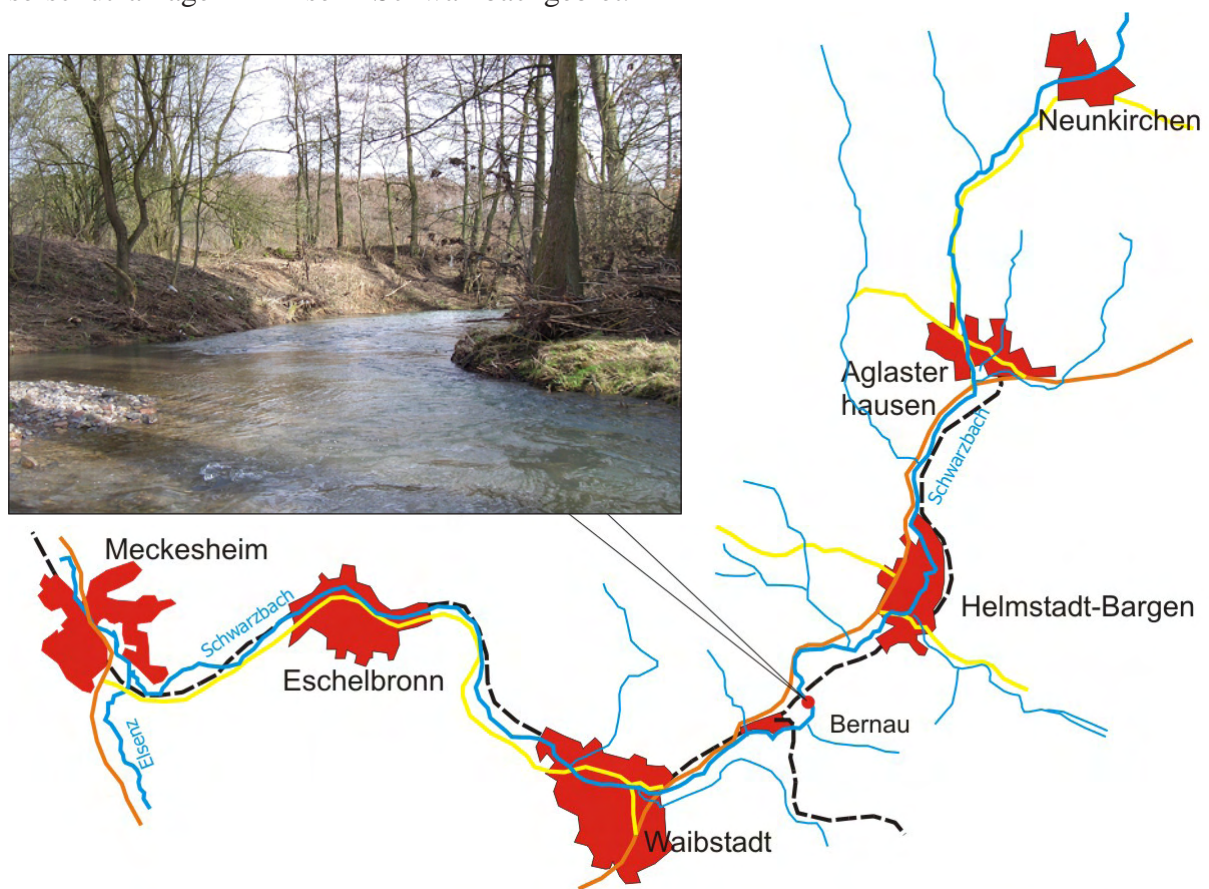 Neunkirchen
Aglaster
hausen
Schwarzbach
Meckesheim
Schwarzbach
Helmstadt-Bargen
Eschelbronn
Elsenz
Bernau
Waibstadt